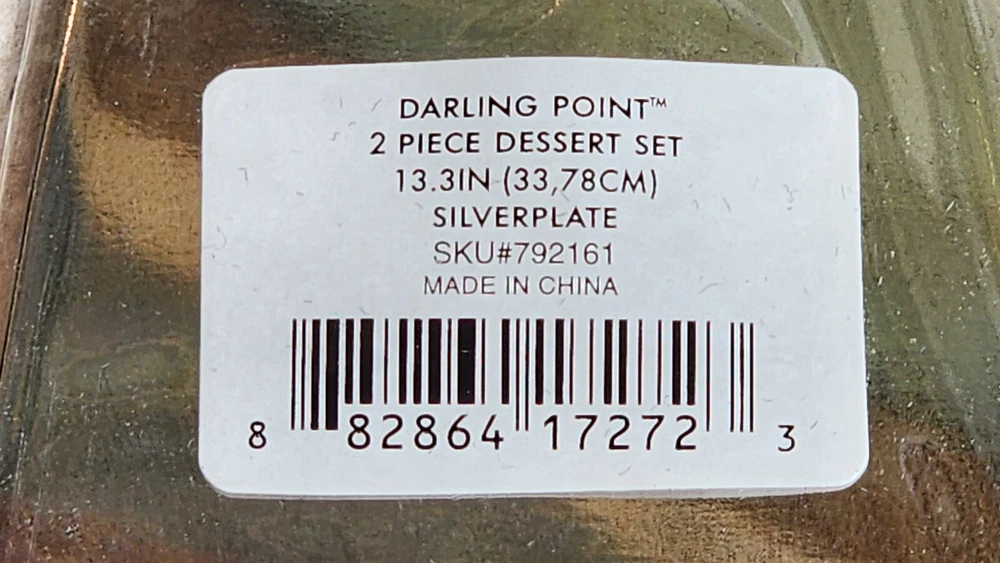 DARLING POINT™
2 PIECE DESSERT SET
13.3IN (33,78CM)
SILVERPLATE
SKU#792161
MADE IN CHINA
8 82864 17272 3